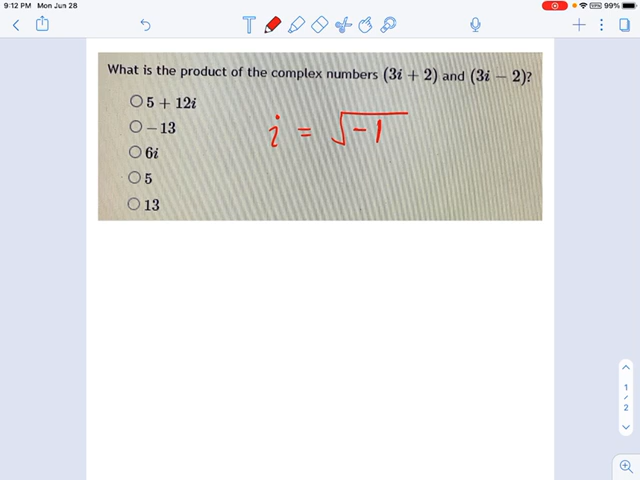 9:12 PM Mon Jun 28
99%
T
What is the product of the complex numbers (3i + 2) and (3i − 2)?
5 + 12i
−13
6i
5
13
i = √−1
1
/
2